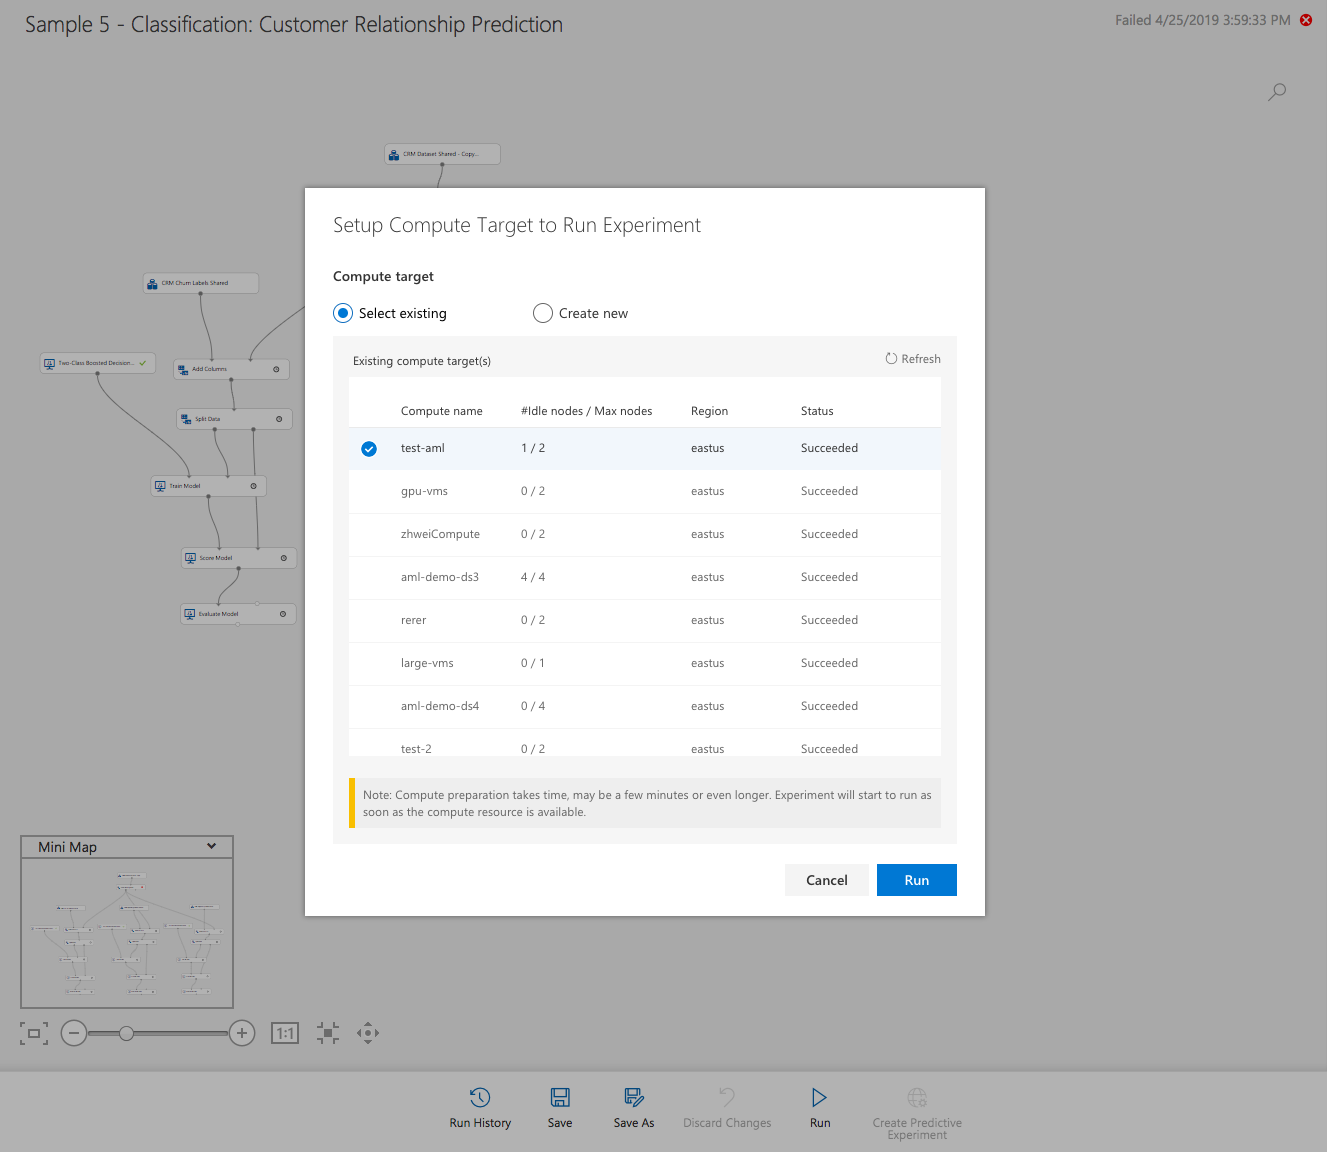 Sample 5 - Classification: Customer Relationship Prediction
Failed 4/25/2019 3:59:33 PM
CRM Dataset Shared - Copy...
Setup Compute Target to Run Experiment
Compute target
Select existing
Create new
CRM Churn Labels Shared
Two-Class Boosted Decision...
Add Columns
Split Data
Train Model
Score Model
Evaluate Model
Existing compute target(s)
Refresh
Compute name #Idle nodes / Max nodes Region Status
test-aml 1 / 2 eastus Succeeded
gpu-vms 0 / 2 eastus Succeeded
zhweiCompute 0 / 2 eastus Succeeded
aml-demo-ds3 4 / 4 eastus Succeeded
rerer 0 / 2 eastus Succeeded
large-vms 0 / 1 eastus Succeeded
aml-demo-ds4 0 / 4 eastus Succeeded
test-2 0 / 2 eastus Succeeded
Note: Compute preparation takes time, may be a few minutes or even longer. Experiment will start to run as
soon as the compute resource is available.
Cancel
Run
Mini Map
1:1
Run History
Save
Save As
Discard Changes
Run
Create Predictive
Experiment